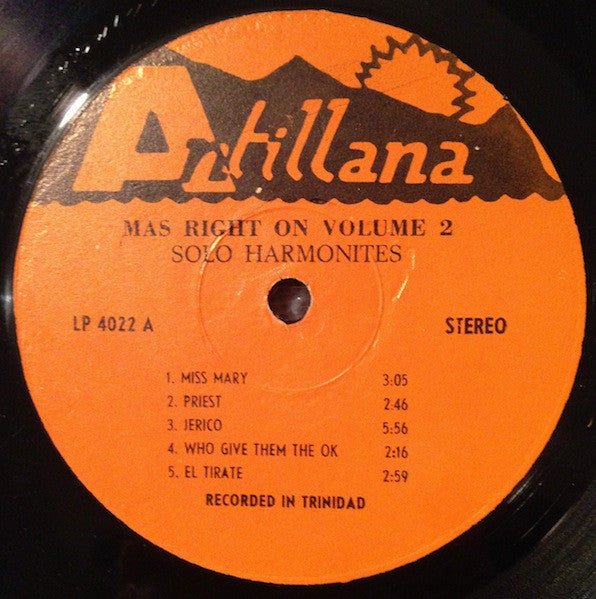 Antillana
MAS RIGHT ON VOLUME 2
SOLO HARMONITES
LP 4022 A
STEREO
1. MISS MARY 3:05
2. PRIEST 2:46
3. JERICO 5:56
4. WHO GIVE THEM THE OK 2:16
5. EL TIRATE 2:59
RECORDED IN TRINIDAD